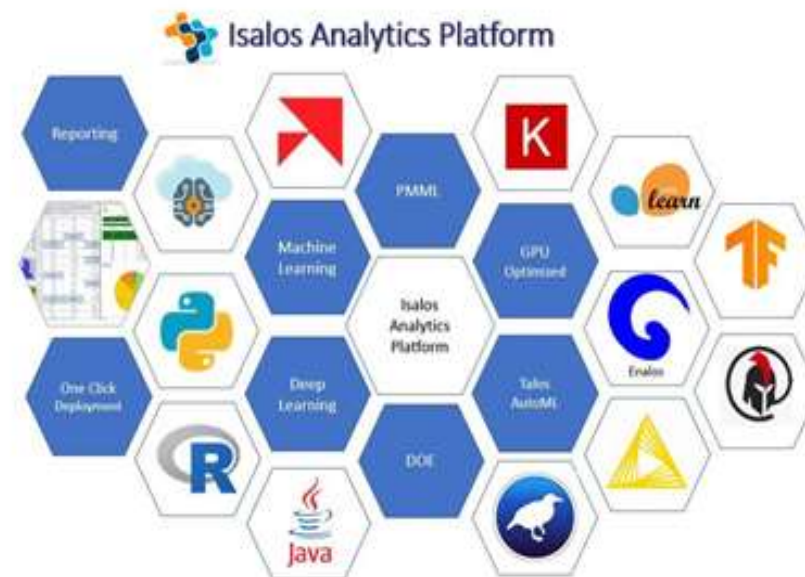 Isalos Analytics Platform
Reporting
PMML
K
learn
Machine
Learning
GPU
Optimized
Isalos
Analytics
Platform
Enalos
One Click
Deployment
Deep
Learning
Talos
AutoML
R
DOE
Java